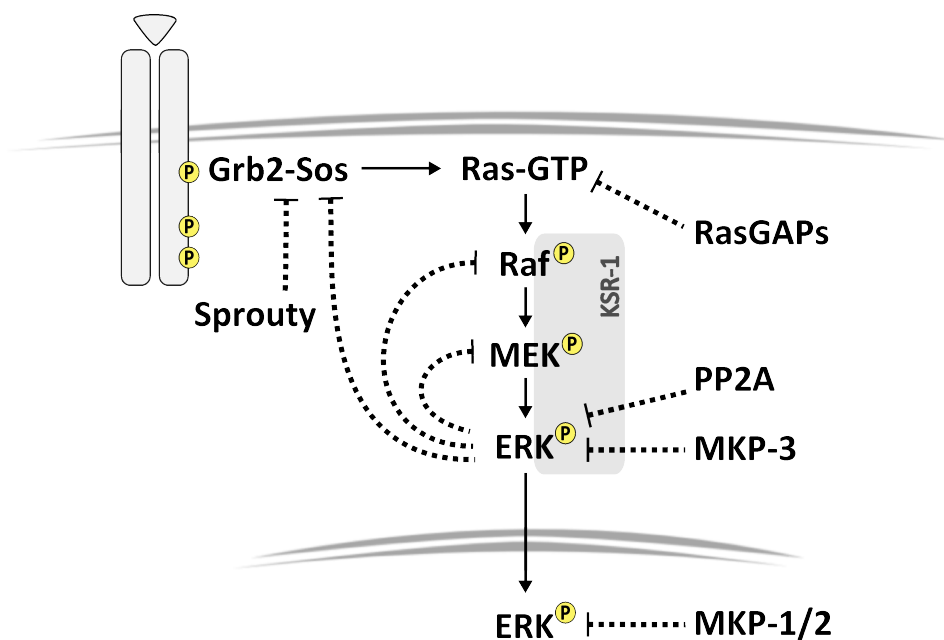 P Grb2-Sos Ras-GTP
P
P
RasGAPs
Raf P
KSR-1
Sprouty
MEK P
PP2A
ERK P
MKP-3
ERK P
MKP-1/2